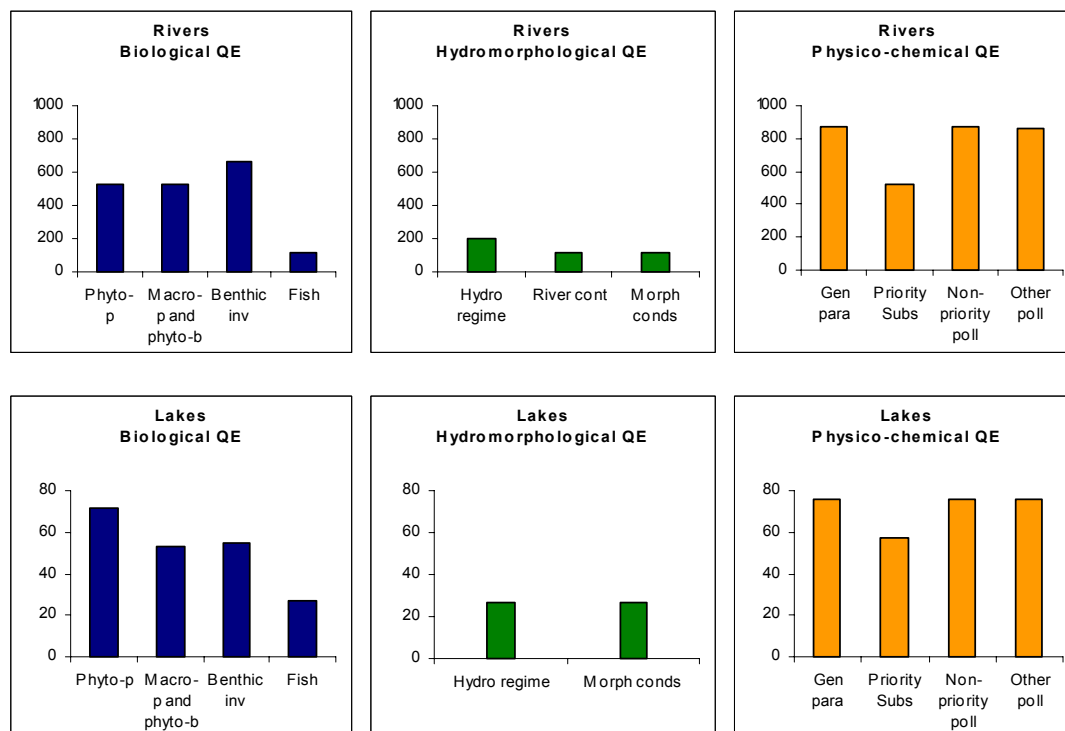 Rivers
Biological QE
1000
800
600
400
200
0
Phyto-
p
Macro-
p and
phyto-b
Benthic
inv
Fish
Rivers
Hydromorphological QE
1000
800
600
400
200
0
Hydro
regime
River cont
Morph
conds
Rivers
Physico-chemical QE
1000
800
600
400
200
0
Gen
para
Priority
Subs
Non-
priority
poll
Other
poll
Lakes
Biological QE
80
60
40
20
0
Phyto-p
Macro-
p and
phyto-b
Benthic
inv
Fish
Lakes
Hydromorphological QE
80
60
40
20
0
Hydro regime
Morph conds
Lakes
Physico-chemical QE
80
60
40
20
0
Gen
para
Priority
Subs
Non-
priority
poll
Other
poll